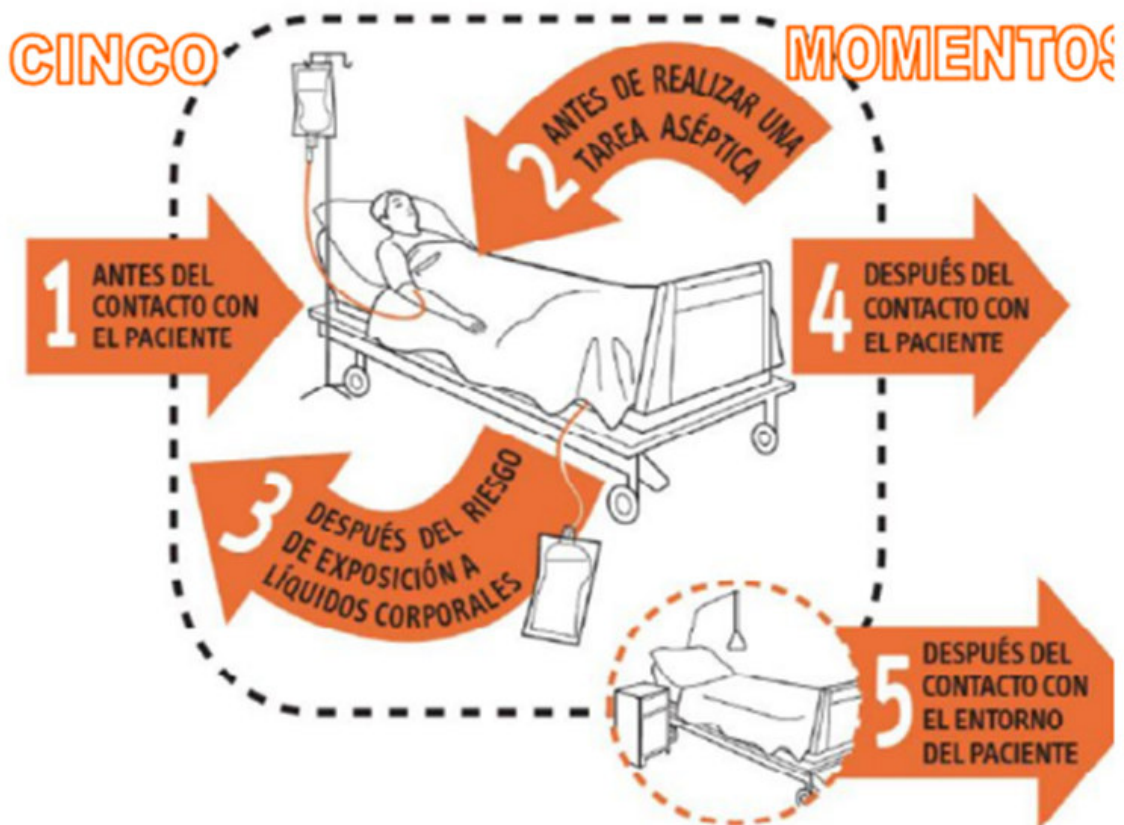 CINCO
MOMENTOS
1
ANTES DEL
CONTACTO CON
EL PACIENTE
2
ANTES DE REALIZAR UNA
TAREA ASÉPTICA
3
DESPUÉS DEL RIESGO
DE EXPOSICIÓN A
LÍQUIDOS CORPORALES
4
DESPUÉS DEL
CONTACTO CON
EL PACIENTE
5
DESPUÉS DEL
CONTACTO CON
EL ENTORNO
DEL PACIENTE